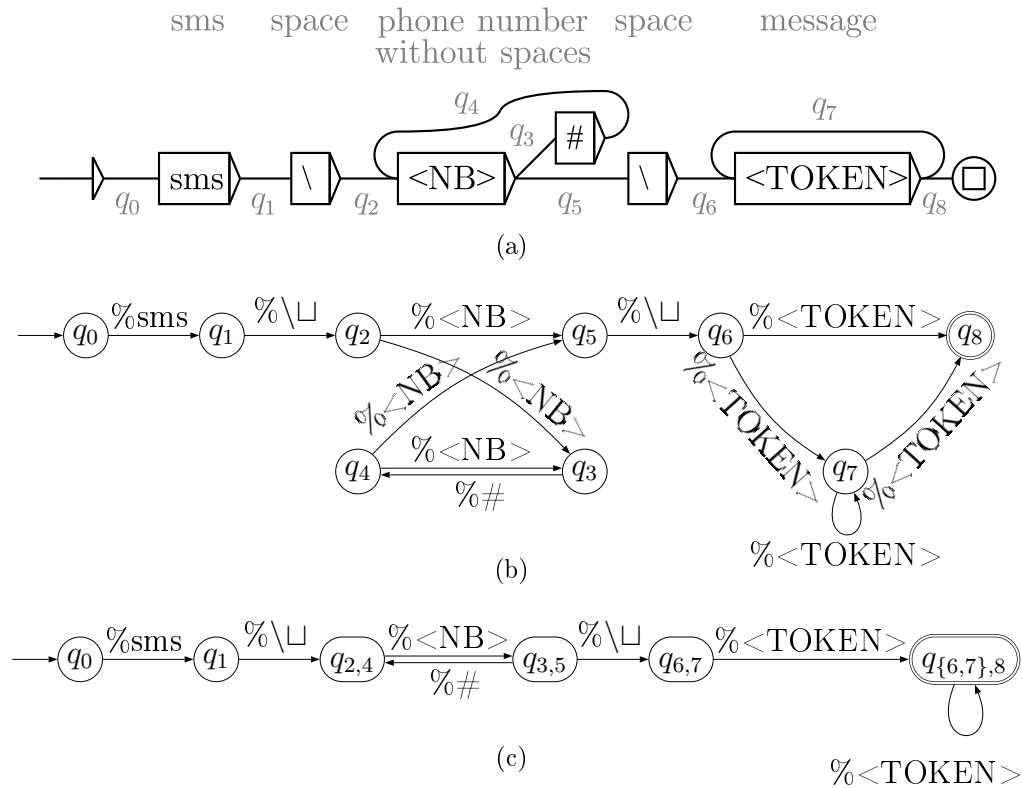 sms space phone number space message
without spaces
q4 q3 # q7
sms \ <NB> \ <TOKEN>
q0 q1 q2 q5 q6 q8
(a)
%sms %\⊔ %<NB> %\⊔ %<TOKEN>
q0 q1 q2 q5 q6 q8
%<NB> %<NB> %<TOKEN> %<TOKEN>
%<NB>
q4 q3 q7
%#
%<TOKEN>
(b)
%sms %\⊔ %<NB> %\⊔ %<TOKEN>
q0 q1 q2,4 q3,5 q6,7 q{6,7},8
%#
(c)
%<TOKEN>